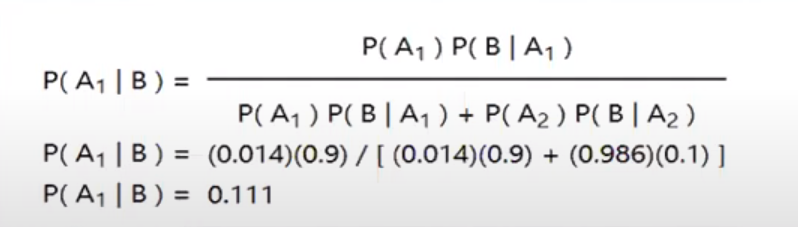 P( A₁ ) P( B | A₁ )
P( A₁ | B ) =
P( A₁ ) P( B | A₁ ) + P( A₂ ) P( B | A₂ )
P( A₁ | B ) = (0.014)(0.9) / [ (0.014)(0.9) + (0.986)(0.1) ]
P( A₁ | B ) = 0.111